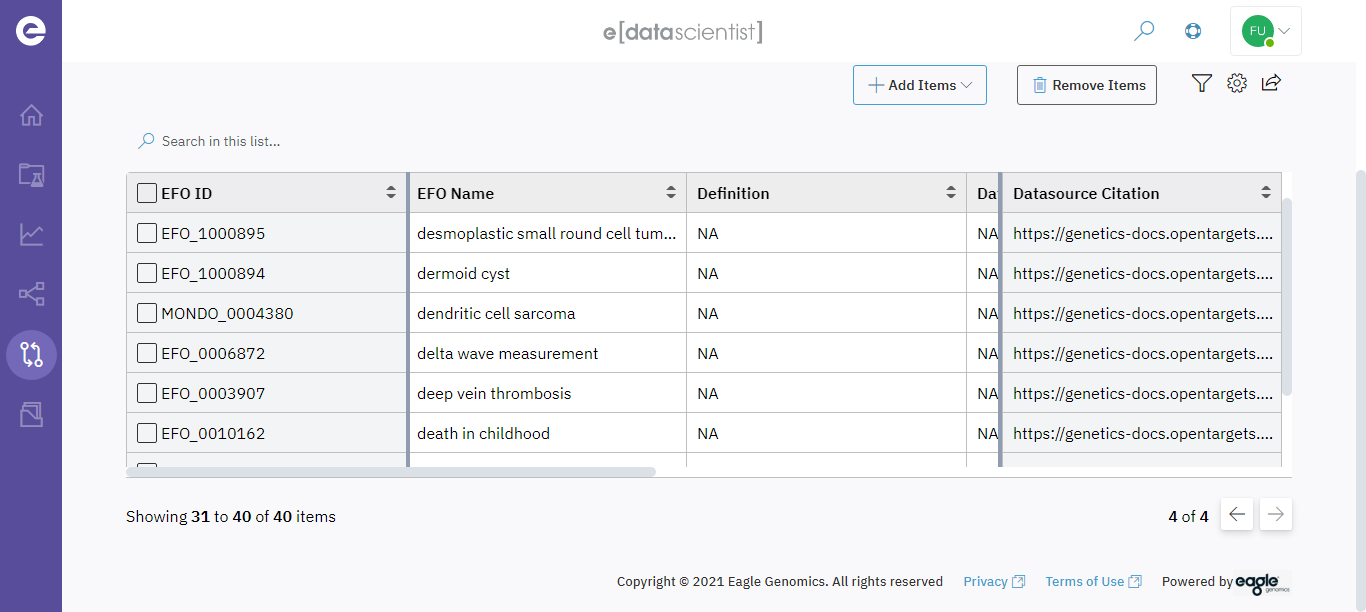 e
e[datascientist]
FU
Add Items
Remove Items
Search in this list...
EFO ID EFO Name Definition Da Datasource Citation
EFO_1000895 desmoplastic small round cell tum... NA NA https://genetics-docs.opentargets....
EFO_1000894 dermoid cyst NA NA https://genetics-docs.opentargets....
MONDO_0004380 dendritic cell sarcoma NA NA https://genetics-docs.opentargets....
EFO_0006872 delta wave measurement NA NA https://genetics-docs.opentargets....
EFO_0003907 deep vein thrombosis NA NA https://genetics-docs.opentargets....
EFO_0010162 death in childhood NA NA https://genetics-docs.opentargets....
Showing 31 to 40 of 40 items 4 of 4
Copyright © 2021 Eagle Genomics. All rights reserved Privacy Terms of Use Powered by eagle genomics